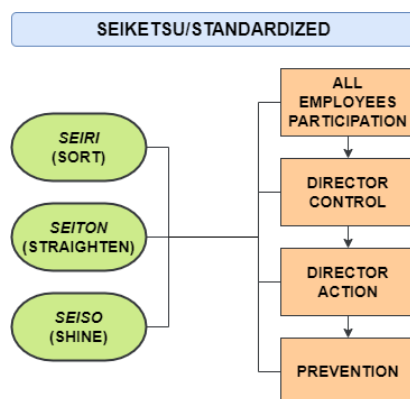 SEIKETSU/STANDARDIZED
SEIRI
(SORT)
SEITON
(STRAIGHTEN)
SEISO
(SHINE)
ALL
EMPLOYEES
PARTICIPATION
DIRECTOR
CONTROL
DIRECTOR
ACTION
PREVENTION